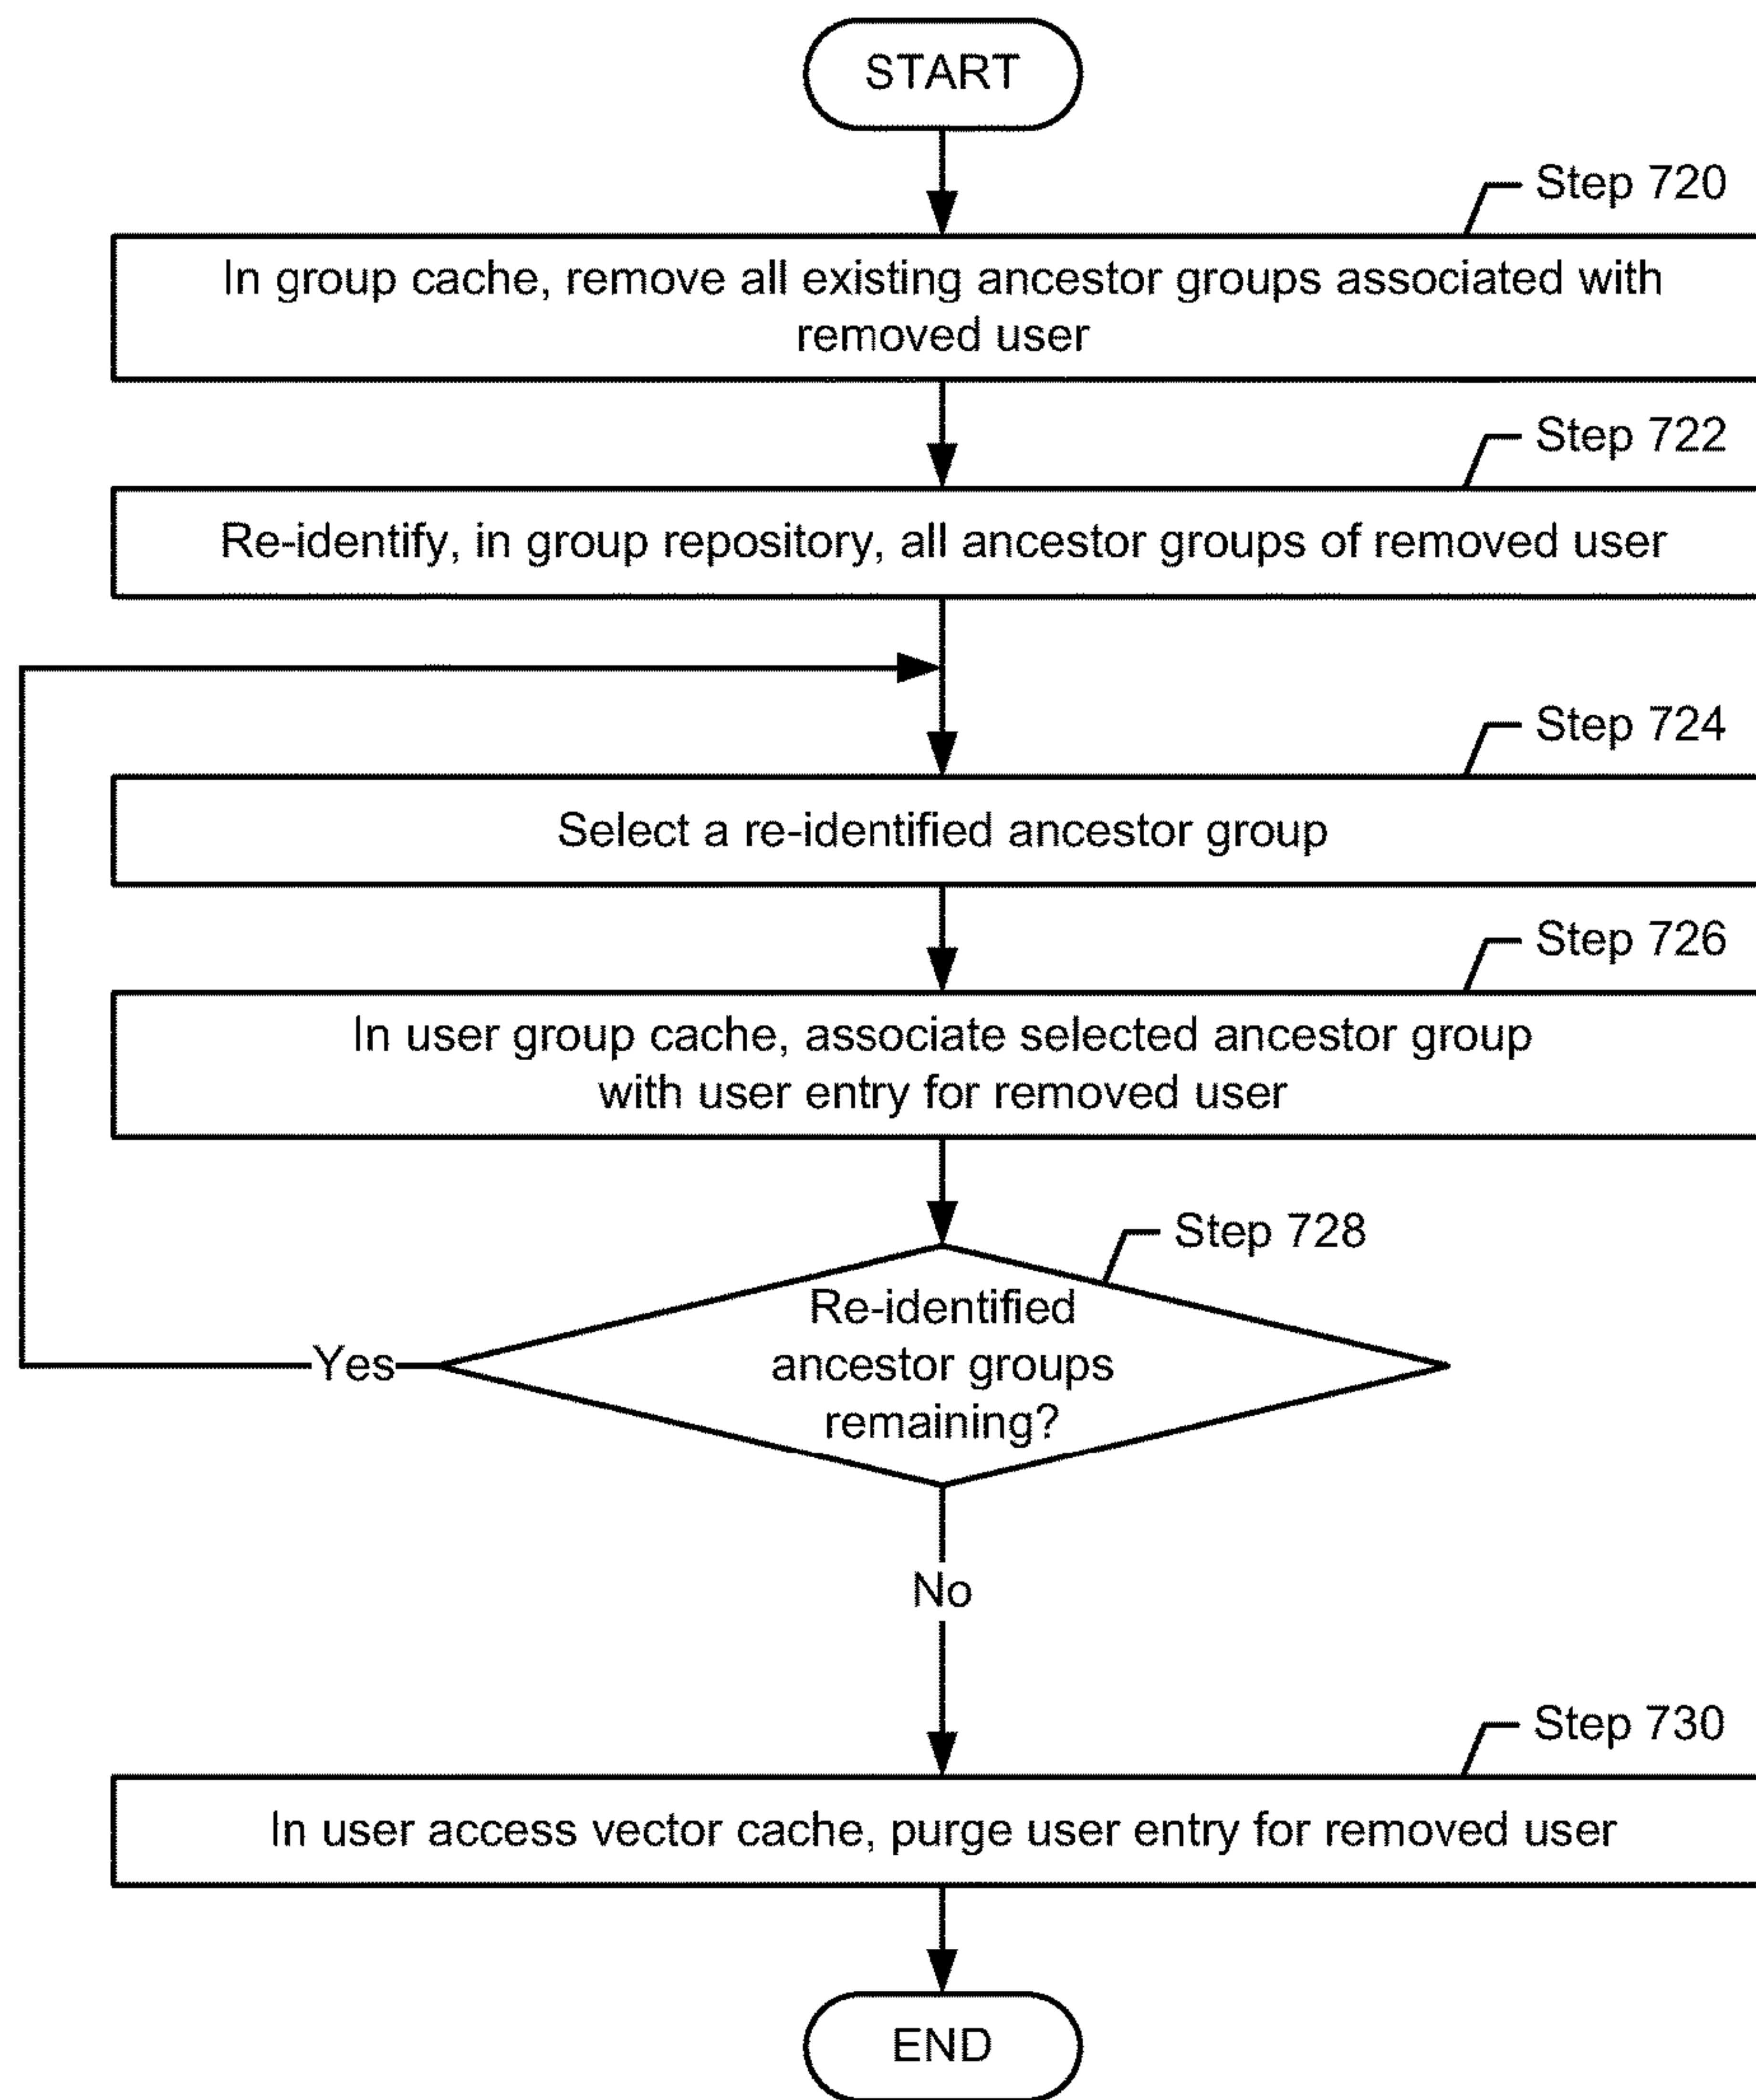 START
Step 720
In group cache, remove all existing ancestor groups associated with
removed user
Step 722
Re-identify, in group repository, all ancestor groups of removed user
Step 724
Select a re-identified ancestor group
Step 726
In user group cache, associate selected ancestor group
with user entry for removed user
Step 728
Re-identified
ancestor groups
remaining?
Yes
No
Step 730
In user access vector cache, purge user entry for removed user
END